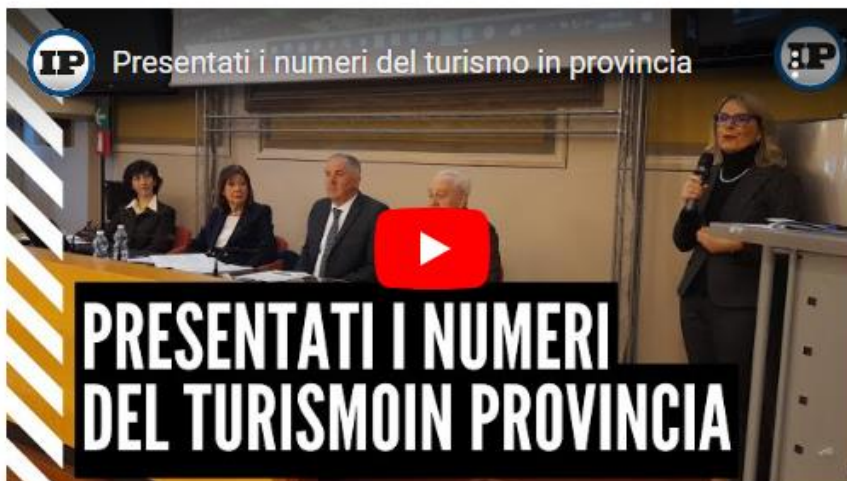 IP
Presentati i numeri del turismo in provincia
IP
PRESENTATI I NUMERI
DEL TURISMOIN PROVINCIA